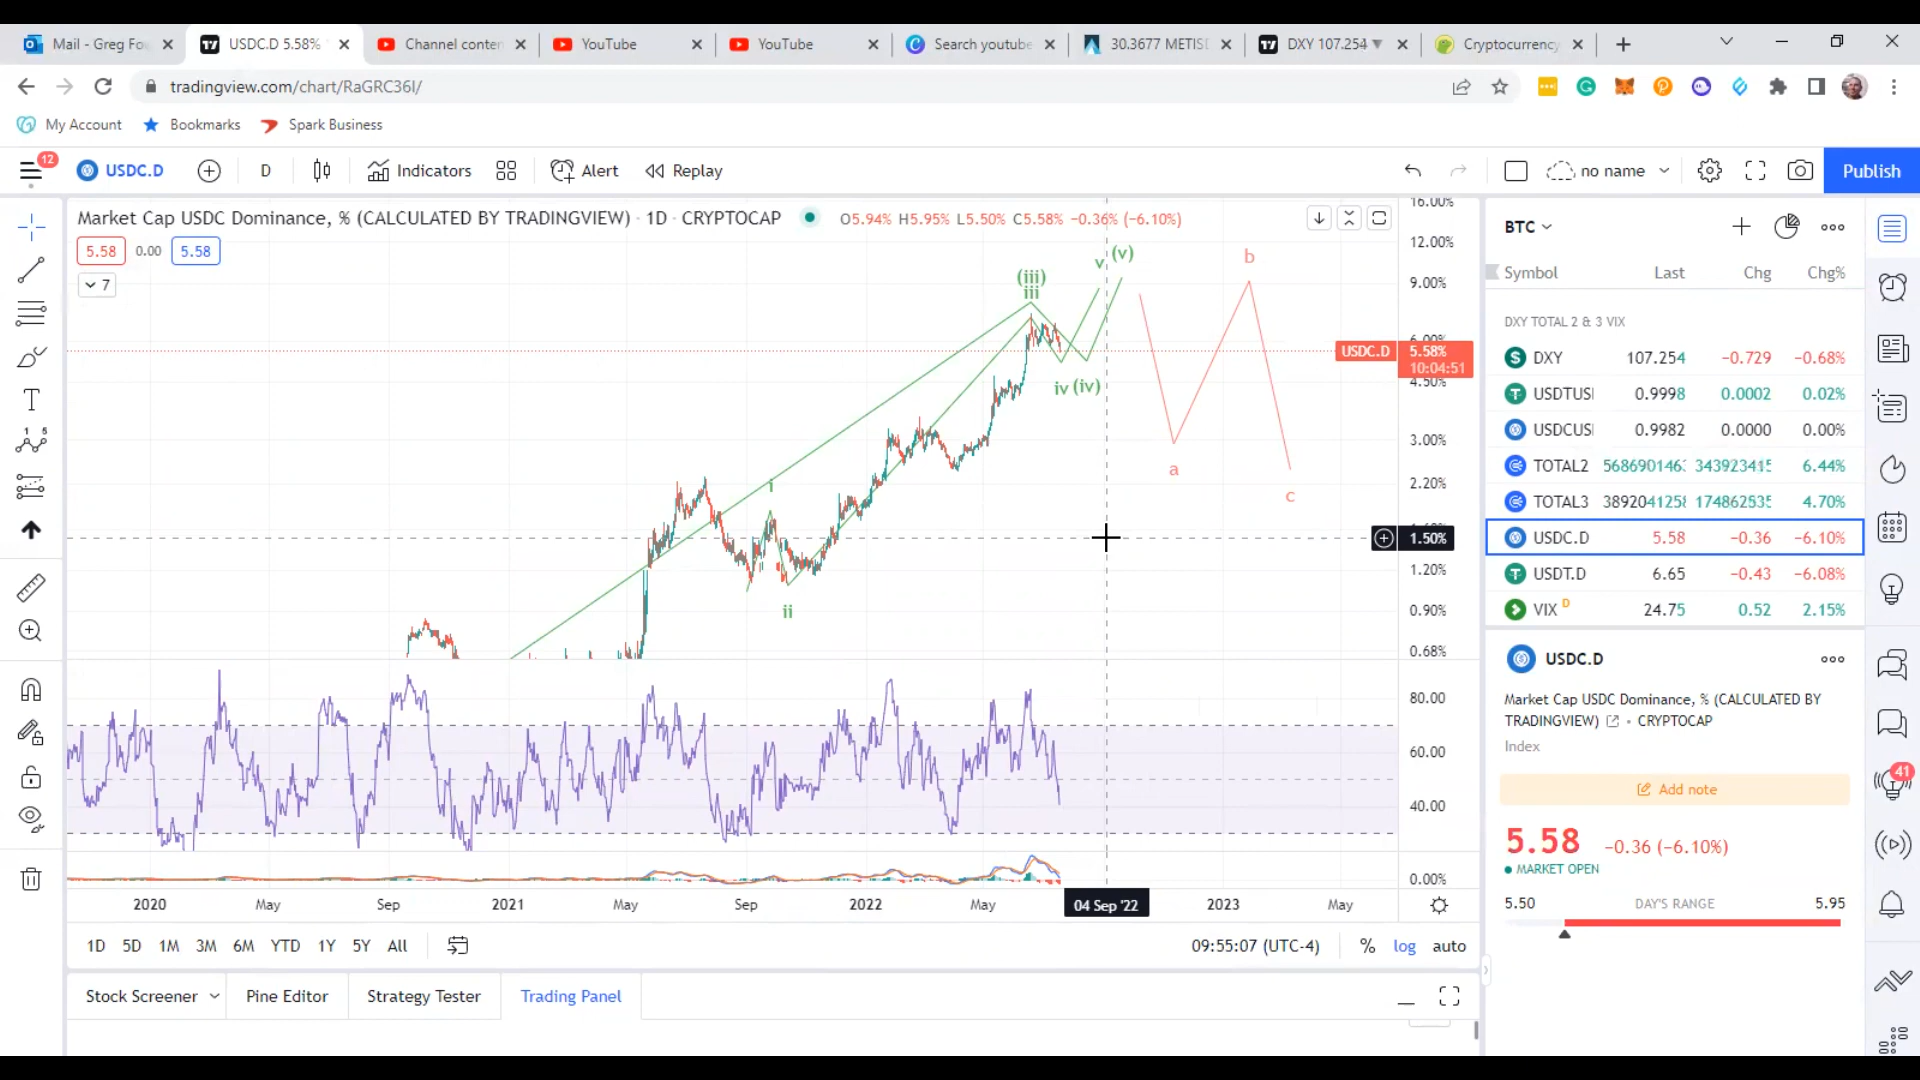 Mail - Greg Fo
USDC.D 5.58%
Channel conten
YouTube
YouTube
Search youtube
30.3677 METISD
DXY 107.254 ▼
Cryptocurrency
tradingview.com/chart/RaGRC36I/
My Account
Bookmarks
Spark Business
12
USDC.D
D
Indicators
Alert
Replay
no name
Publish
Market Cap USDC Dominance, % (CALCULATED BY TRADINGVIEW) · 1D · CRYPTOCAP
O5.94% H5.95% L5.50% C5.58% −0.36% (−6.10%)
5.58
0.00
5.58
7
(iii)
iii
v
(v)
b
i
iv (iv)
ii
a
c
16.00%
12.00%
9.00%
6.00%
USDC.D
5.58%
10:04:51
4.50%
3.00%
2.20%
1.50%
1.20%
0.90%
0.68%
80.00
60.00
40.00
0.00%
2020
May
Sep
2021
May
Sep
2022
May
04 Sep '22
2023
May
1D
5D
1M
3M
6M
YTD
1Y
5Y
All
09:55:07 (UTC-4)
%
log
auto
Stock Screener
Pine Editor
Strategy Tester
Trading Panel
BTC
Symbol Last Chg Chg%
DXY TOTAL 2 & 3 VIX
DXY 107.254 −0.729 −0.68%
USDTUSI 0.9998 0.0002 0.02%
USDCUSI 0.9982 0.0000 0.00%
TOTAL2 568690146 343923415 6.44%
TOTAL3 389204125 174862535 4.70%
USDC.D 5.58 −0.36 −6.10%
USDT.D 6.65 −0.43 −6.08%
VIX D 24.75 0.52 2.15%
USDC.D
Market Cap USDC Dominance, % (CALCULATED BY
TRADINGVIEW) · CRYPTOCAP
Index
Add note
5.58 −0.36 (−6.10%)
MARKET OPEN
5.50 DAY'S RANGE 5.95
41